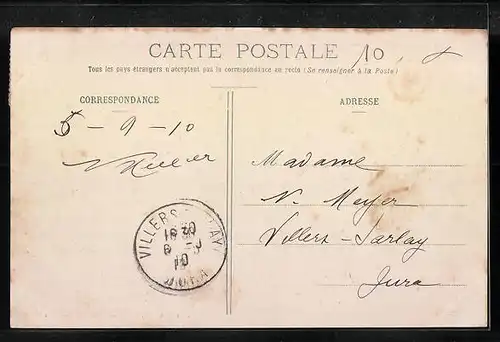 CARTE POSTALE
10
Tous les pays étrangers n'acceptent pas la correspondance au recto (Se renseigner à la Poste)
CORRESPONDANCE
ADRESSE
5-9-10
Madame
N. Meyer
Villers-Farlay
Jura
VILLERS
JURA